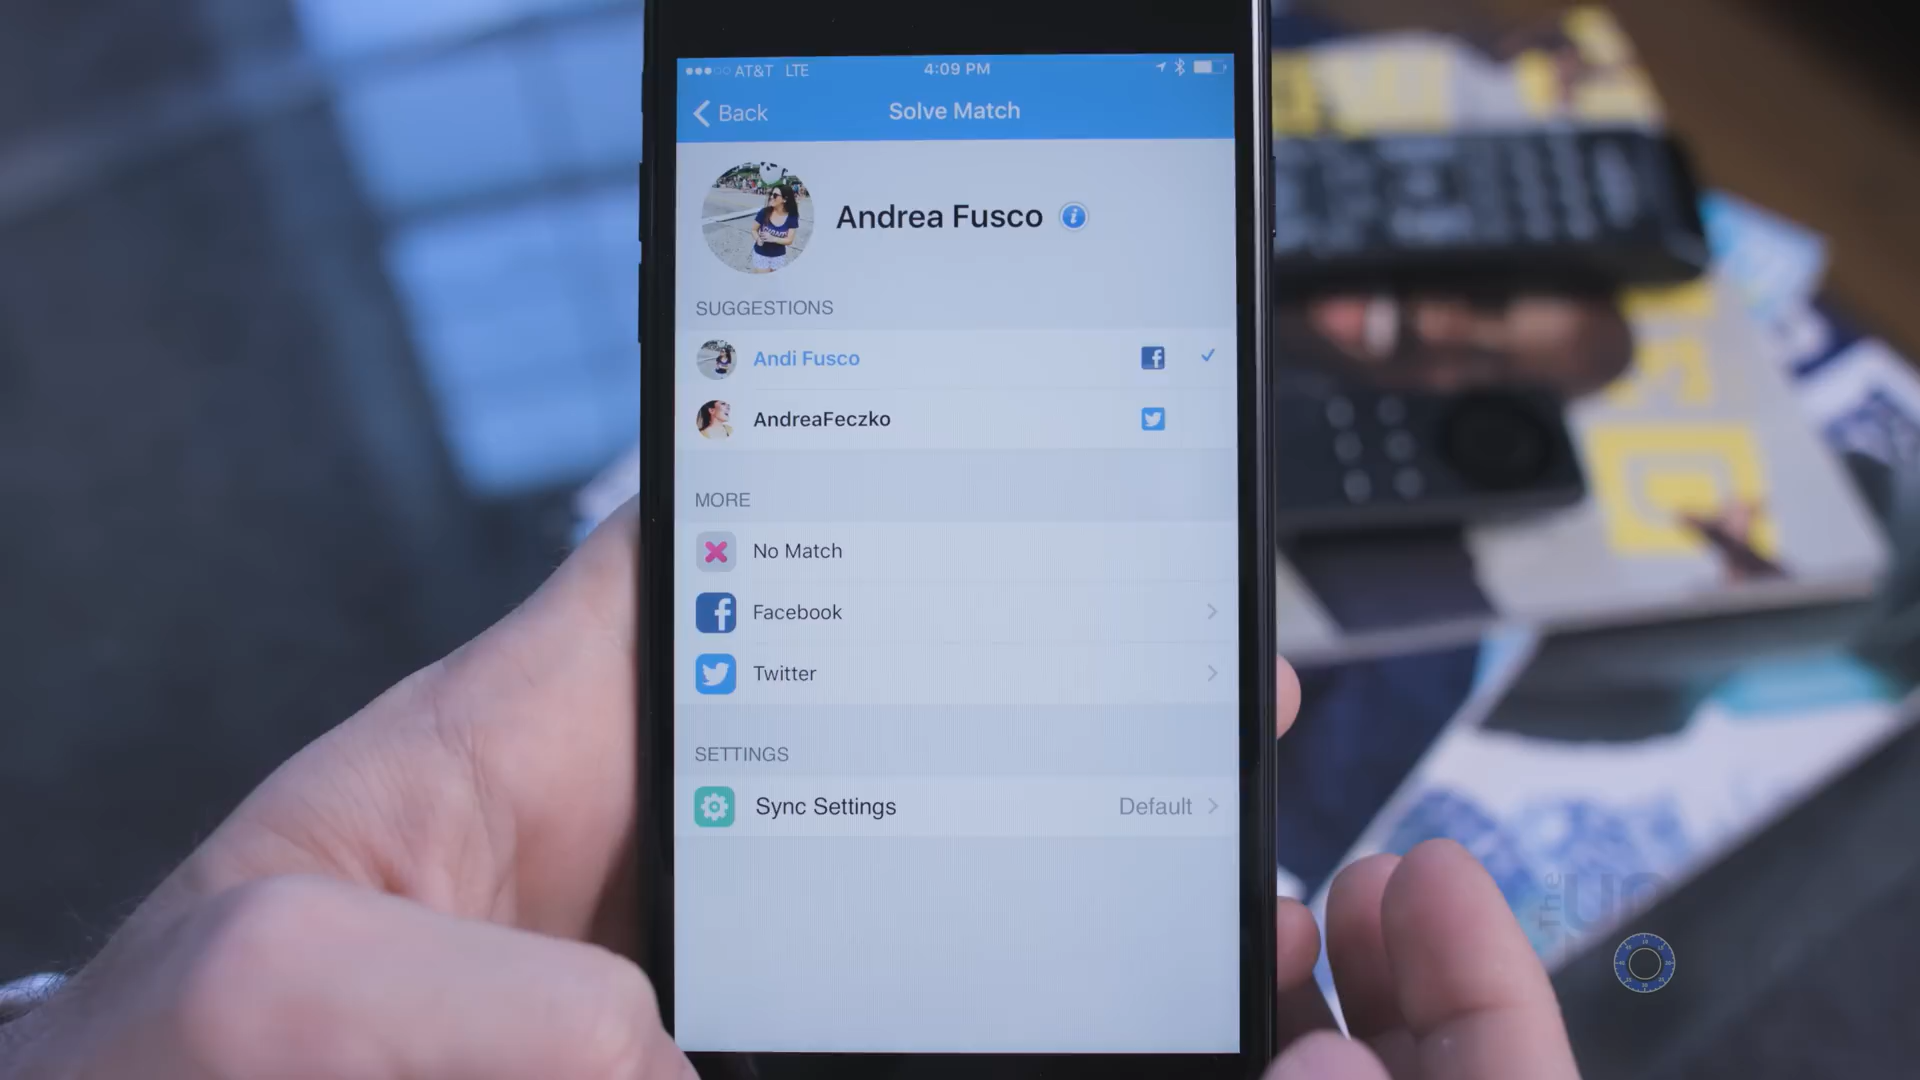 AT&T LTE 4:09 PM
Back Solve Match
Andrea Fusco
SUGGESTIONS
Andi Fusco
AndreaFeczko
MORE
No Match
Facebook
Twitter
SETTINGS
Sync Settings Default
The